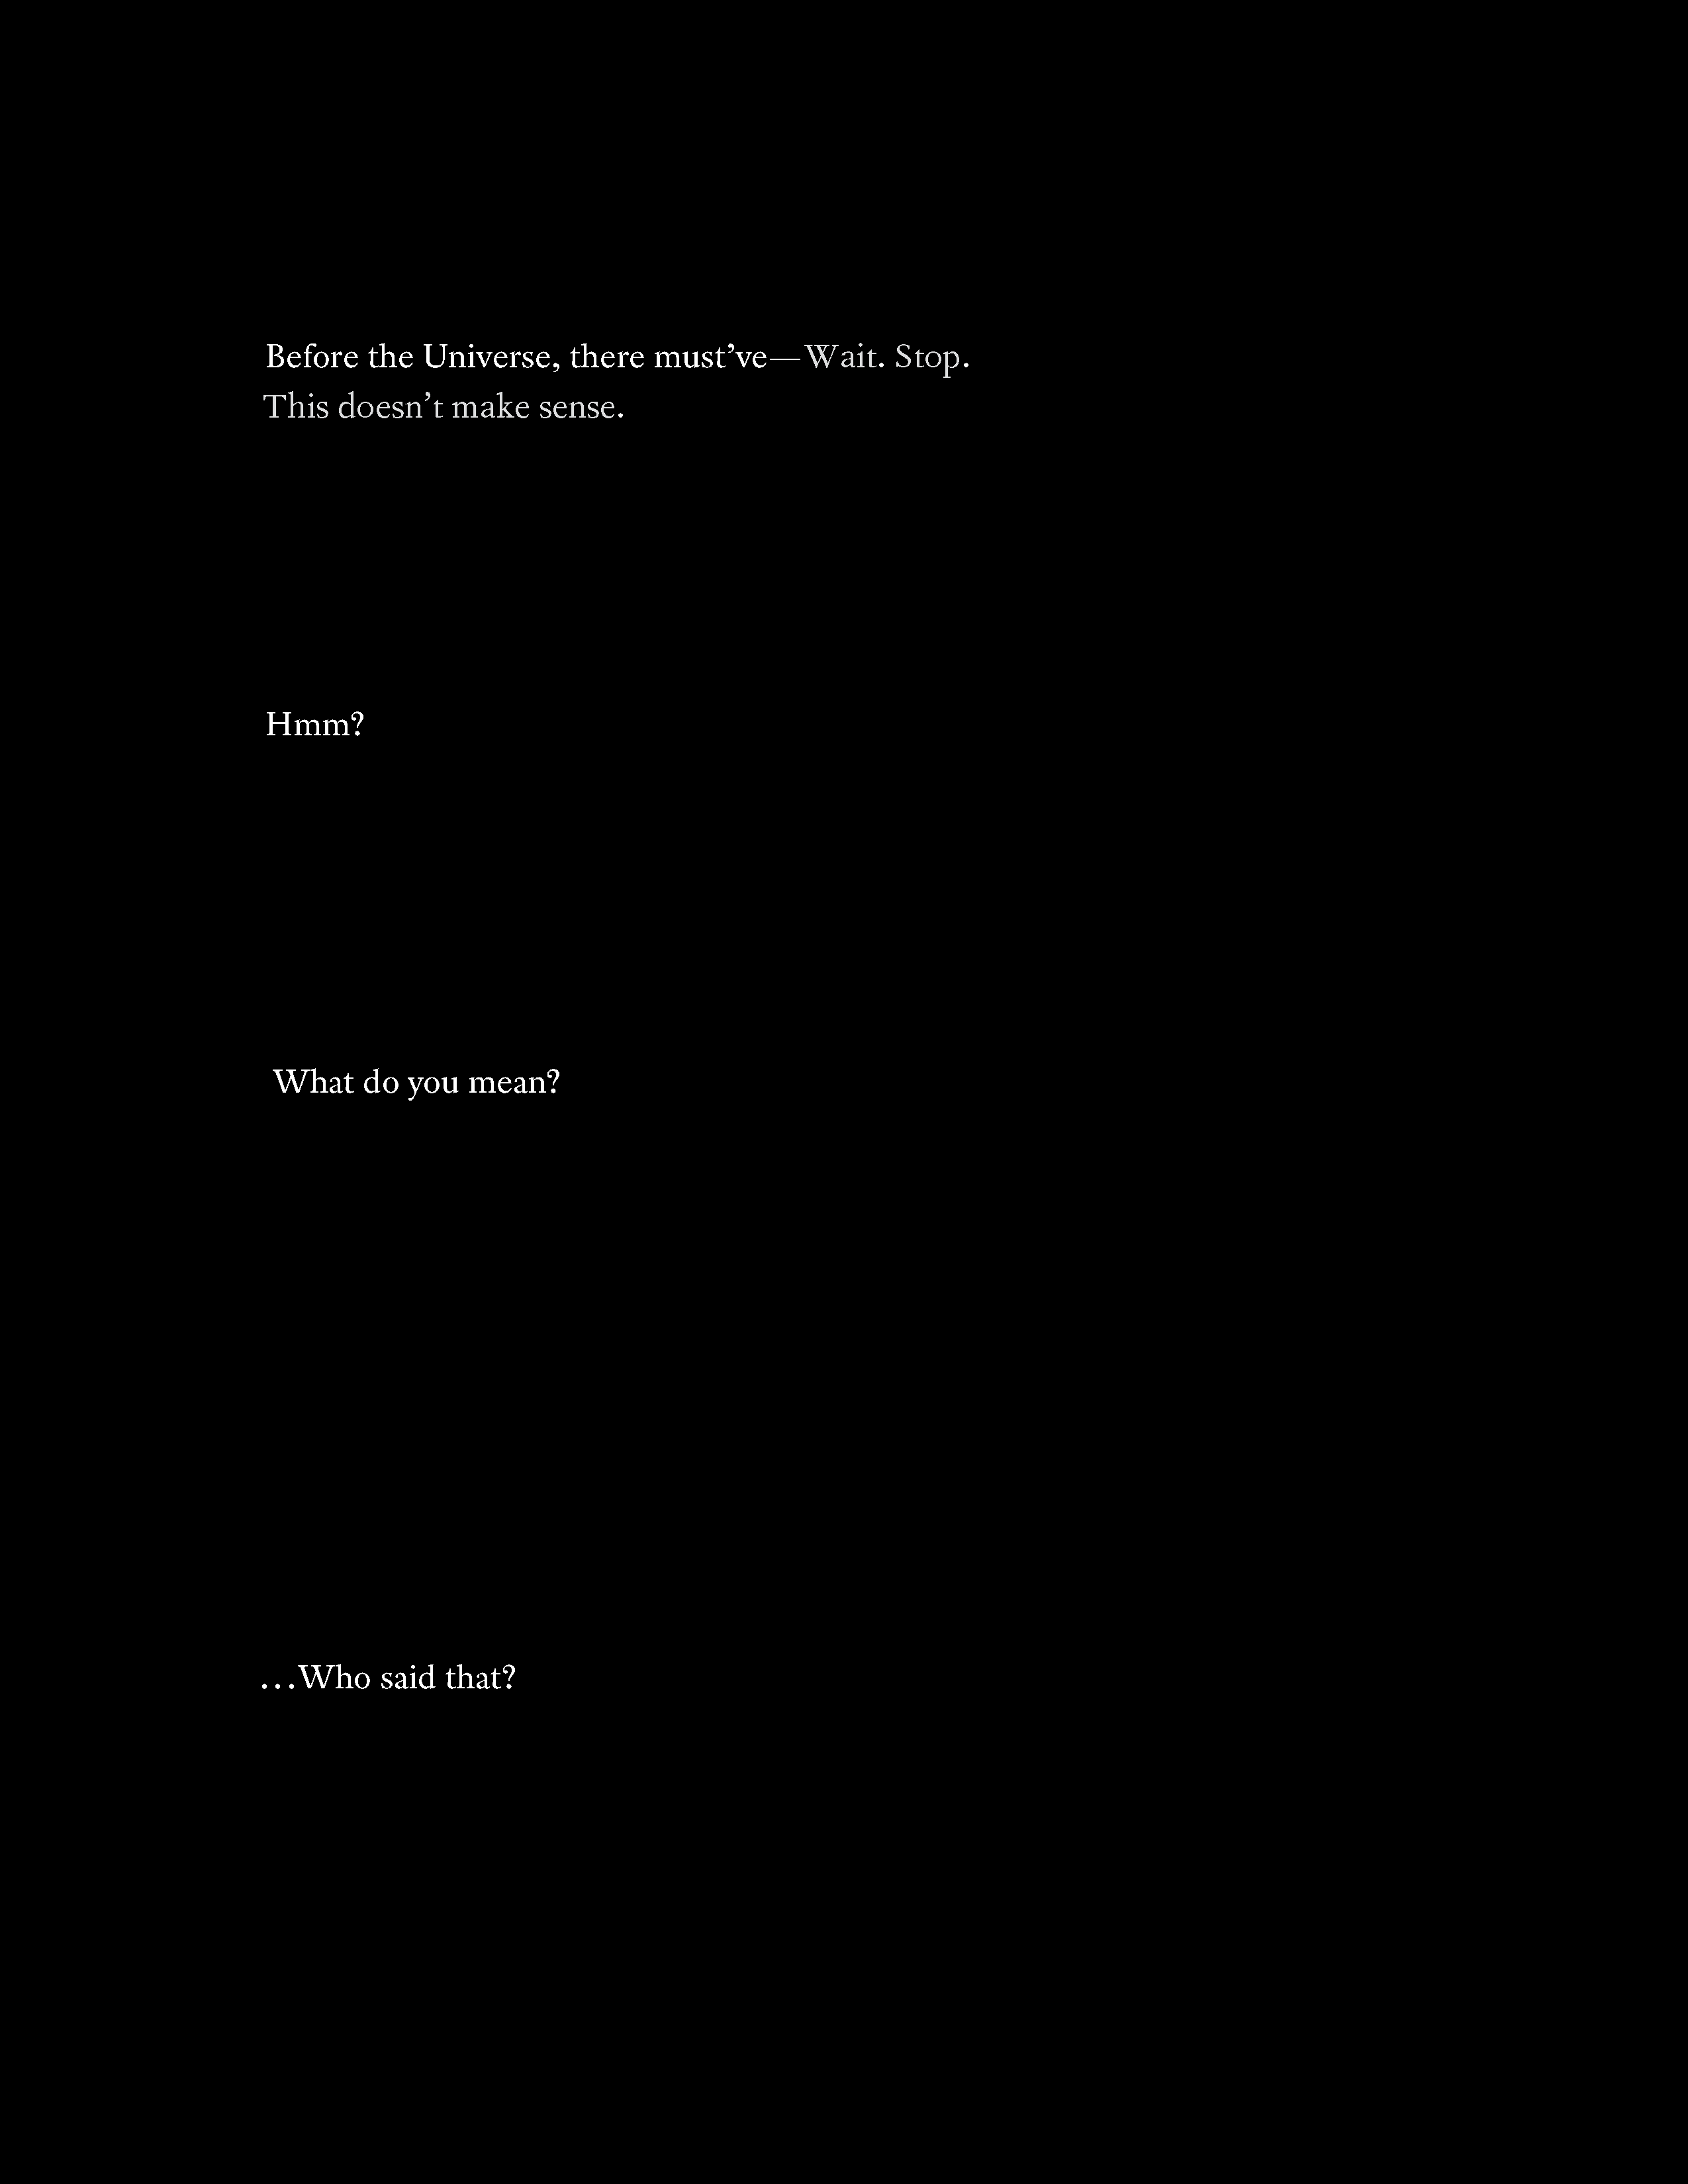 Before the Universe, there must’ve—Wait. Stop.
This doesn’t make sense.
Hmm?
What do you mean?
…Who said that?